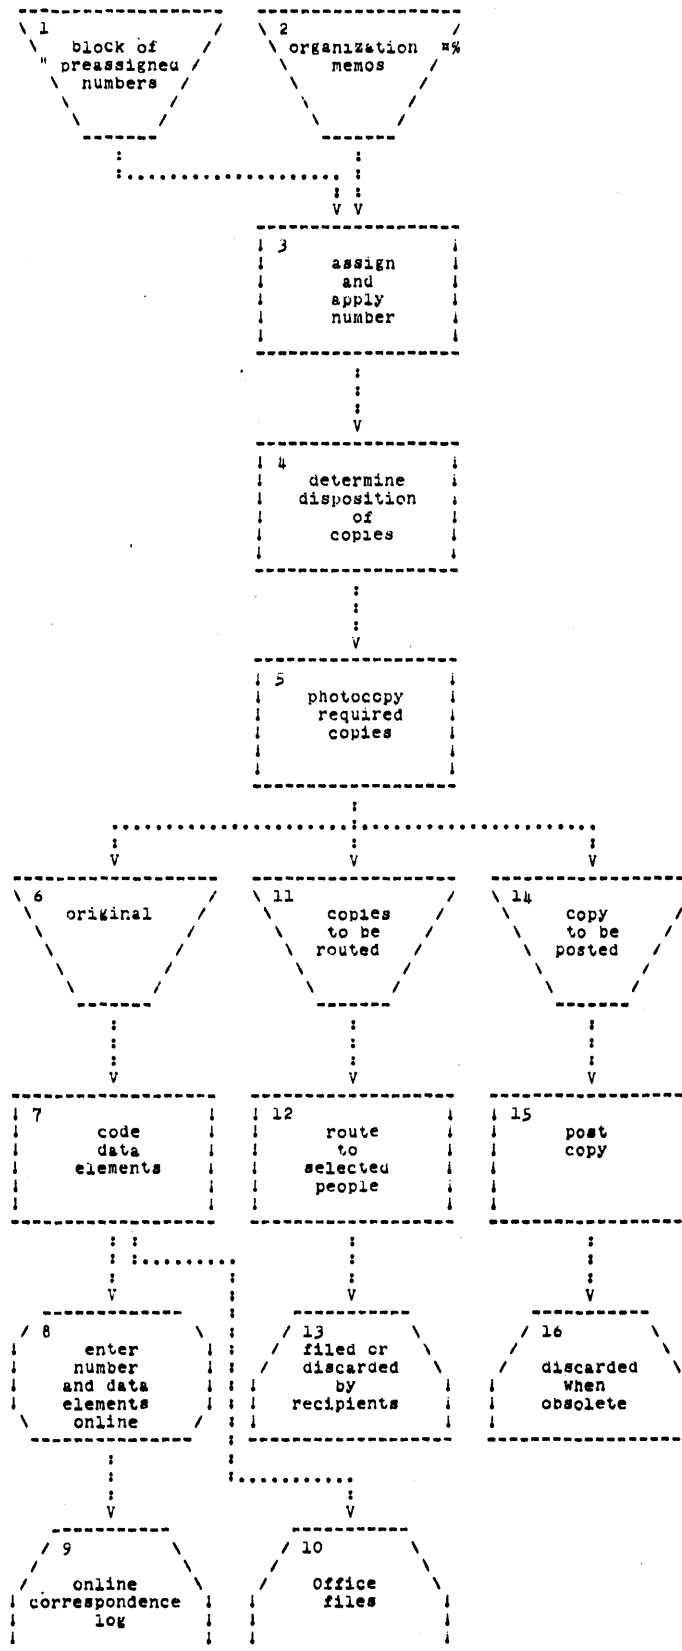 1
block of
" preassigned
numbers
2
organization ¤%
memos
3
assign
and
apply
number
4
determine
disposition
of
copies
5
photocopy
required
copies
6
original
11
copies
to be
routed
14
copy
to be
posted
7
code
data
elements
12
route
to
selected
people
15
post
copy
8
enter
number
and data
elements
online
13
filed or
discarded
by
recipients
16
discarded
when
obsolete
9
online
correspondence
log
10
Office
files